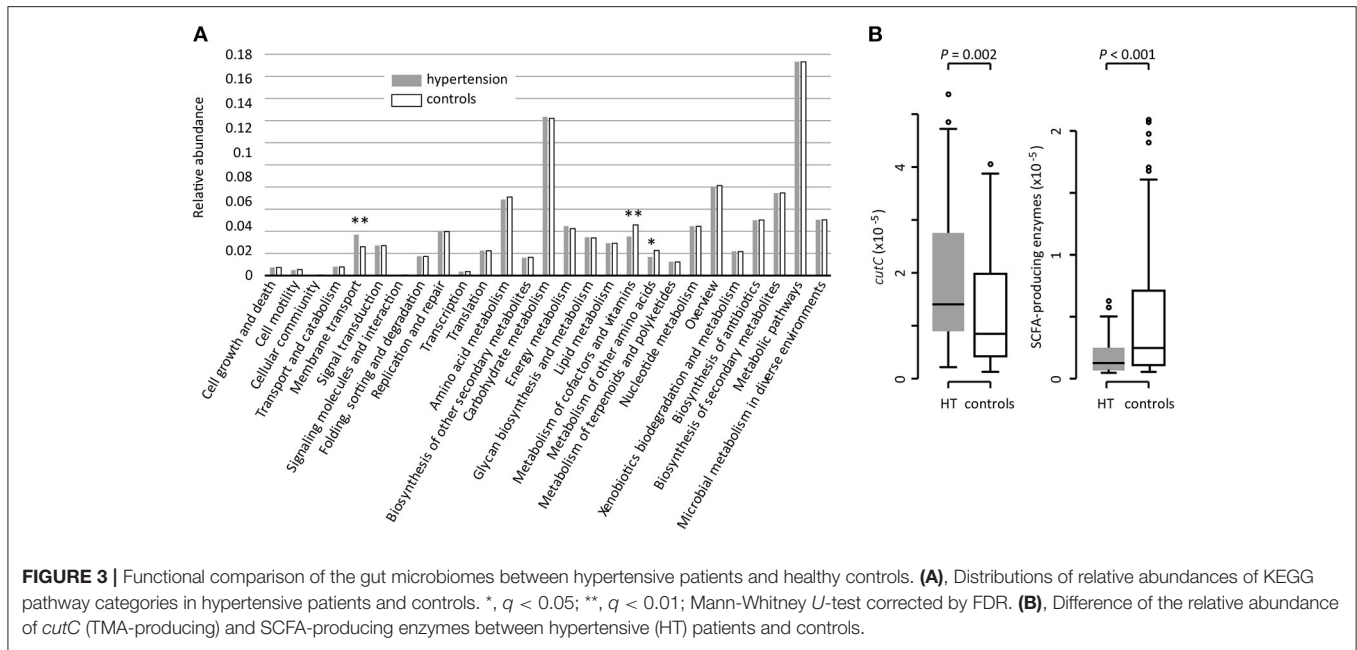 A
0.18
0.16
0.14
0.12
0.1
0.08
0.06
0.04
0.02
0
Relative abundance
hypertension
controls
**
**
*
Cell growth and death
Cell motility
Cellular community
Transport and catabolism
Membrane transport
Signal transduction
Signaling molecules and interaction
Folding, sorting and degradation
Replication and repair
Transcription
Translation
Amino acid metabolism
Biosynthesis of other secondary metabolites
Carbohydrate metabolism
Energy metabolism
Glycan biosynthesis and metabolism
Lipid metabolism
Metabolism of cofactors and vitamins
Metabolism of other amino acids
Metabolism of terpenoids and polyketides
Nucleotide metabolism
Overview
Xenobiotics biodegradation and metabolism
Biosynthesis of antibiotics
Biosynthesis of secondary metabolites
Metabolic pathways
Microbial metabolism in diverse environments
B
P = 0.002
cutC (x10⁻⁵)
4
2
0
HT controls
P < 0.001
SCFA-producing enzymes (x10⁻⁵)
2
1
0
HT controls
FIGURE 3 | Functional comparison of the gut microbiomes between hypertensive patients and healthy controls. (A), Distributions of relative abundances of KEGG
pathway categories in hypertensive patients and controls. *, q < 0.05; **, q < 0.01; Mann-Whitney U-test corrected by FDR. (B), Difference of the relative abundance
of cutC (TMA-producing) and SCFA-producing enzymes between hypertensive (HT) patients and controls.